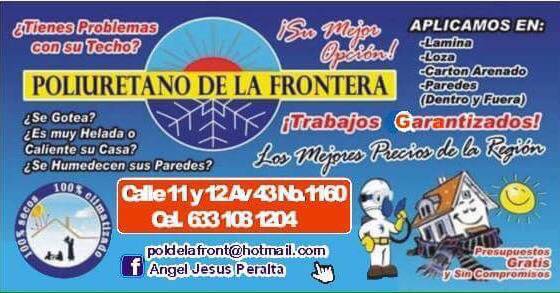 ¿Tienes Problemas
con su Techo?
¡Su Mejor
Opción!
APLICAMOS EN:
-Lamina
-Loza
-Carton Arenado
-Paredes
(Dentro y Fuera)
POLIURETANO DE LA FRONTERA
¿Se Gotea?
¿Es muy Helada o
Caliente su Casa?
¿Se Humedecen sus Paredes?
¡Trabajos Garantizados!
Los Mejores Precios de la Región
100% secos
100% climatizado
Calle 11 y 12 Av 43 No. 1160
Cel. 633 108 1204
poldelafront@hotmail.com
f Angel Jesus Peralta
Presupuestos
Gratis
y Sin Compromisos